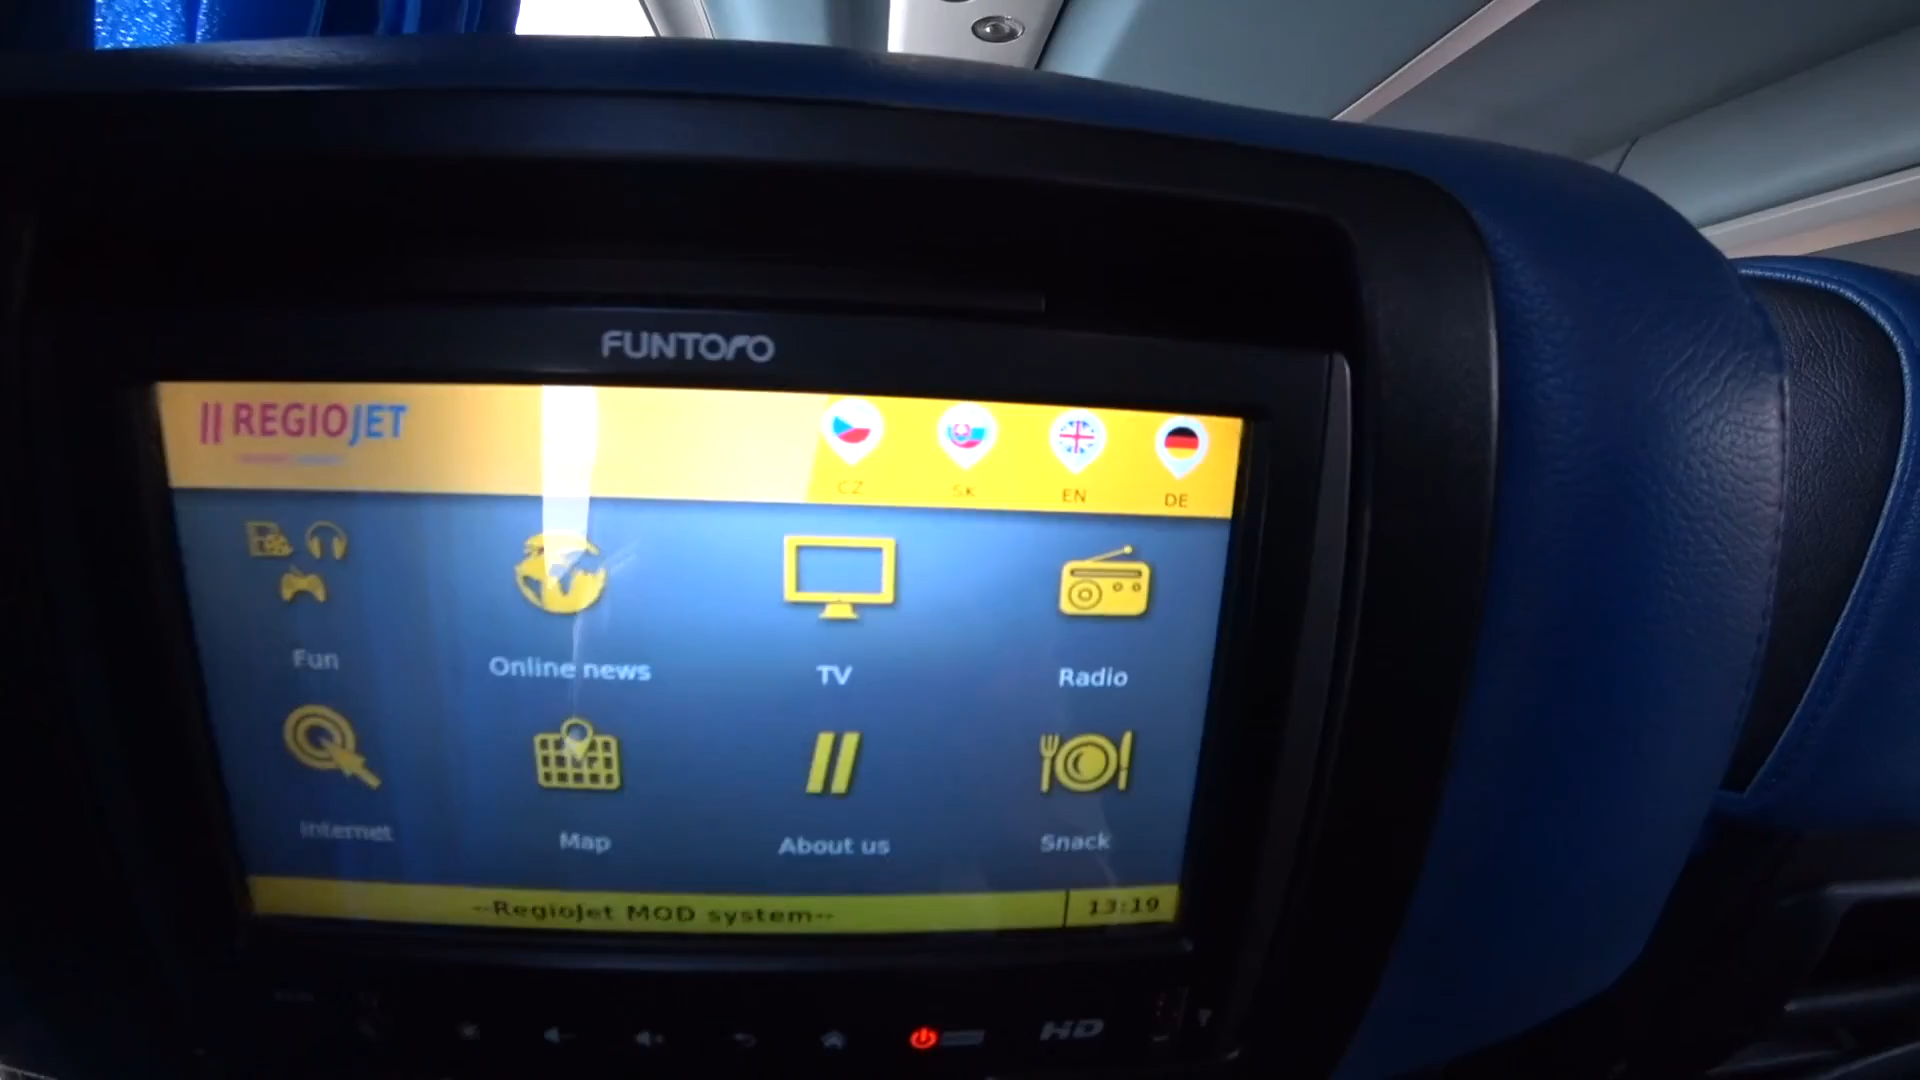 FUNTORO
REGIOJET
CZ SK EN DE
Fun Online news TV Radio
Internet Map About us Snack
--RegioJet MOD system-- 13:19
HD